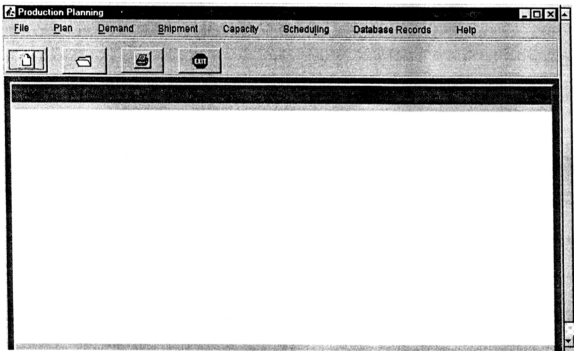 Production Planning
File Plan Demand Shipment Capacity Scheduling Database Records Help
EXIT